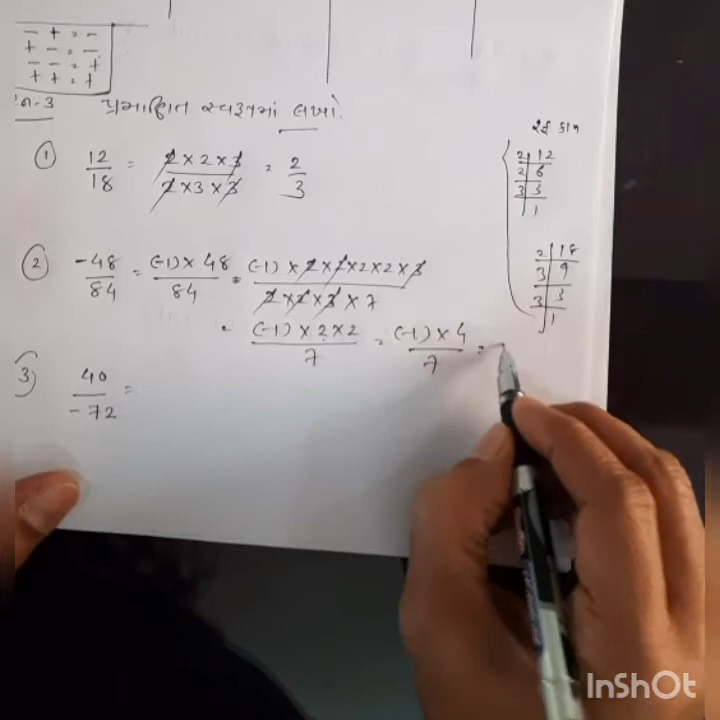 - + = -
+ - = -
- - = +
+ + = +
પ્રમાણિત સ્વરૂપમાં લખો.
① 12/18 = 2 × 2 × 3 / 2 × 3 × 3 = 2/3
② -48/84 = (-1) × 48 / 84 = (-1) × 2 × 2 × 2 × 2 × 3 / 2 × 2 × 3 × 7
= (-1) × 2 × 2 / 7 = (-1) × 4 / 7 = -
③ 40/-72 =
2 | 12
2 | 6
3 | 3
1
2 | 18
3 | 9
3 | 3
1
InShOt